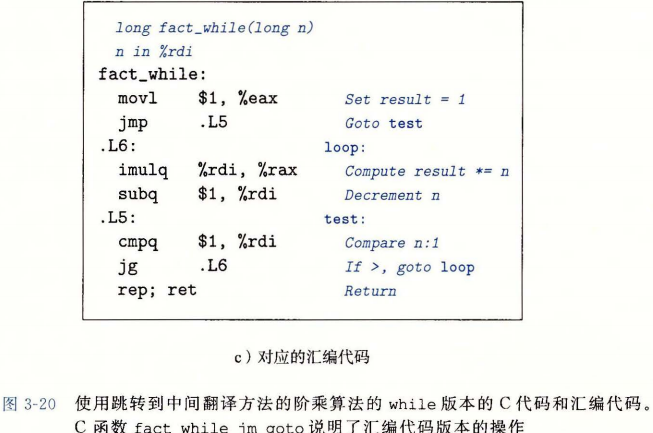 long fact_while(long n)
n in %rdi
fact_while:
movl $1, %eax Set result = 1
jmp .L5 Goto test
.L6: loop:
imulq %rdi, %rax Compute result *= n
subq $1, %rdi Decrement n
.L5: test:
cmpq $1, %rdi Compare n:1
jg .L6 If >, goto loop
rep; ret Return
c）对应的汇编代码
图 3-20 使用跳转到中间翻译方法的阶乘算法的 while 版本的 C 代码和汇编代码。
C 函数 fact_while_jm_goto 说明了汇编代码版本的操作